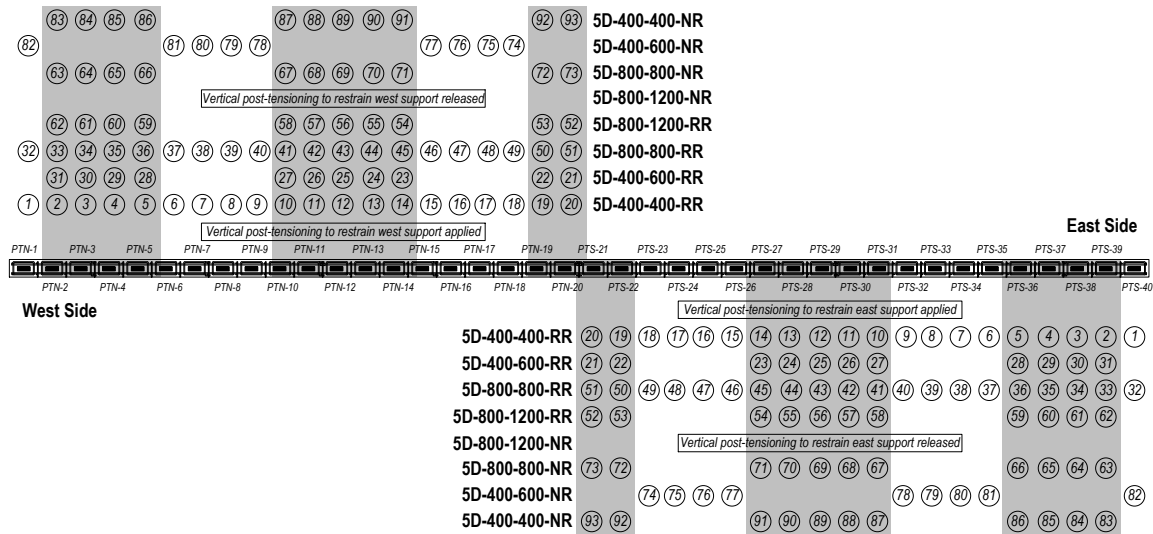 83 84 85 86 87 88 89 90 91 92 93 5D-400-400-NR
82 81 80 79 78 77 76 75 74 5D-400-600-NR
63 64 65 66 67 68 69 70 71 72 73 5D-800-800-NR
Vertical post-tensioning to restrain west support released 5D-800-1200-NR
62 61 60 59 58 57 56 55 54 53 52 5D-800-1200-RR
32 33 34 35 36 37 38 39 40 41 42 43 44 45 46 47 48 49 50 51 5D-800-800-RR
31 30 29 28 27 26 25 24 23 22 21 5D-400-600-RR
1 2 3 4 5 6 7 8 9 10 11 12 13 14 15 16 17 18 19 20 5D-400-400-RR
Vertical post-tensioning to restrain west support applied
East Side
PTN-1 PTN-3 PTN-5 PTN-7 PTN-9 PTN-11 PTN-13 PTN-15 PTN-17 PTN-19 PTS-21 PTS-23 PTS-25 PTS-27 PTS-29 PTS-31 PTS-33 PTS-35 PTS-37 PTS-39
PTN-2 PTN-4 PTN-6 PTN-8 PTN-10 PTN-12 PTN-14 PTN-16 PTN-18 PTN-20 PTS-22 PTS-24 PTS-26 PTS-28 PTS-30 PTS-32 PTS-34 PTS-36 PTS-38 PTS-40
West Side
Vertical post-tensioning to restrain east support applied
5D-400-400-RR 20 19 18 17 16 15 14 13 12 11 10 9 8 7 6 5 4 3 2 1
5D-400-600-RR 21 22 23 24 25 26 27 28 29 30 31
5D-800-800-RR 51 50 49 48 47 46 45 44 43 42 41 40 39 38 37 36 35 34 33 32
5D-800-1200-RR 52 53 54 55 56 57 58 59 60 61 62
5D-800-1200-NR Vertical post-tensioning to restrain east support released
5D-800-800-NR 73 72 71 70 69 68 67 66 65 64 63
5D-400-600-NR 74 75 76 77 78 79 80 81 82
5D-400-400-NR 93 92 91 90 89 88 87 86 85 84 83